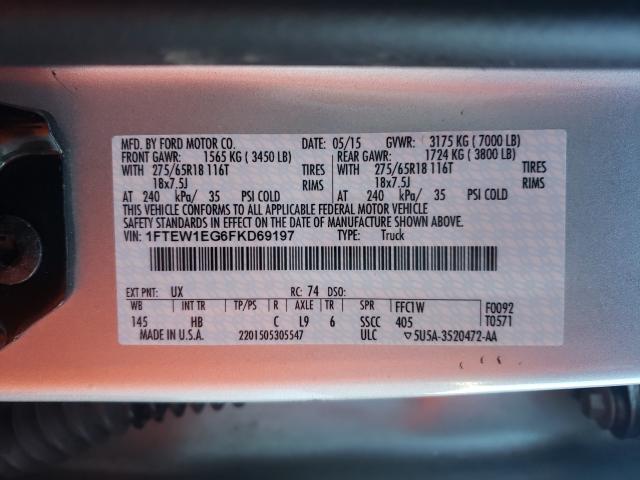 MFD. BY FORD MOTOR CO. DATE: 05/15 GVWR: 3175 KG (7000 LB)
FRONT GAWR: 1565 KG (3450 LB) REAR GAWR: 1724 KG (3800 LB)
WITH 275/65R18 116T TIRES WITH 275/65R18 116T TIRES
18x7.5J RIMS 18x7.5J RIMS
AT 240 kPa/ 35 PSI COLD AT 240 kPa/ 35 PSI COLD
THIS VEHICLE CONFORMS TO ALL APPLICABLE FEDERAL MOTOR VEHICLE
SAFETY STANDARDS IN EFFECT ON THE DATE OF MANUFACTURE SHOWN ABOVE.
VIN: 1FTEW1EG6FKD69197 TYPE: Truck
EXT PNT: UX RC: 74 DSO:
WB INT TR TP/PS R AXLE TR SPR FFC1W F0092
145 HB C L9 6 SSCC 405 T0571
MADE IN U.S.A. 2201505305547 ULC ▽5U5A-3520472-AA